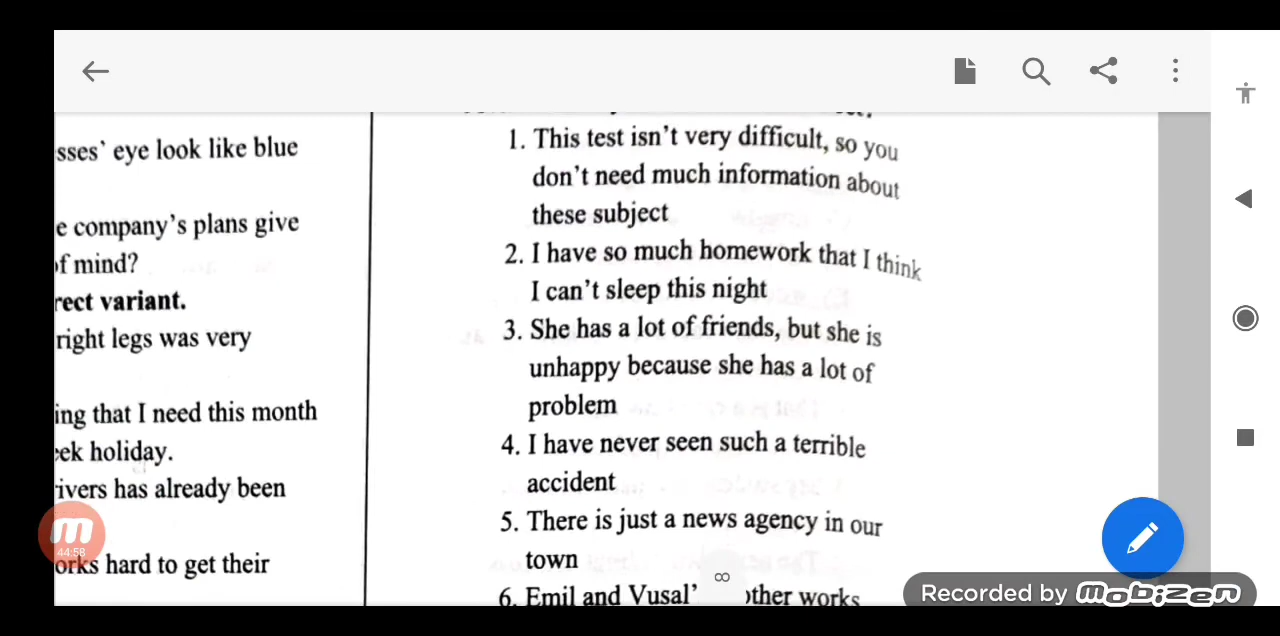 sses' eye look like blue
e company's plans give
of mind?
rect variant.
right legs was very
ing that I need this month
eek holiday.
rivers has already been
orks hard to get their
1. This test isn't very difficult, so you
don't need much information about
these subject
2. I have so much homework that I think
I can't sleep this night
3. She has a lot of friends, but she is
unhappy because she has a lot of
problem
4. I have never seen such a terrible
accident
5. There is just a news agency in our
town
6. Emil and Vusal' other works
44:58
Recorded by mobizen